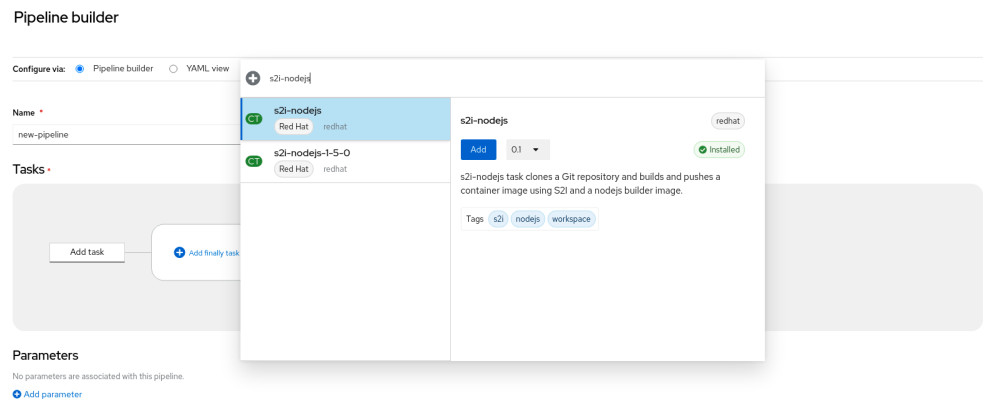 Pipeline builder
Configure via: Pipeline builder YAML view
Name *
new-pipeline
Tasks *
Add task
Add finally task
s2i-nodejs
CT s2i-nodejs
Red Hat redhat
CT s2i-nodejs-1-5-0
Red Hat redhat
s2i-nodejs redhat
Add 0.1 Installed
s2i-nodejs task clones a Git repository and builds and pushes a
container image using S2I and a nodejs builder image.
Tags s2i nodejs workspace
Parameters
No parameters are associated with this pipeline.
Add parameter